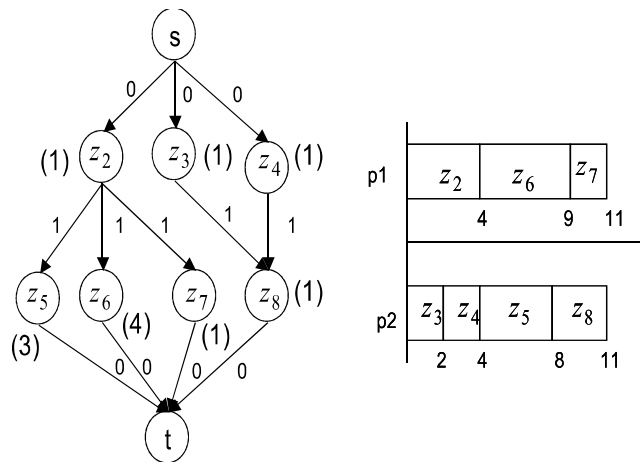 s
0 0 0
(1) z2 z3 (1) z4 (1)
1 1 1 1 1
z5 z6 z7 z8 (1)
(3) (4) (1)
0 0 0 0
t
p1 z2 z6 z7
4 9 11
p2 z3 z4 z5 z8
2 4 8 11